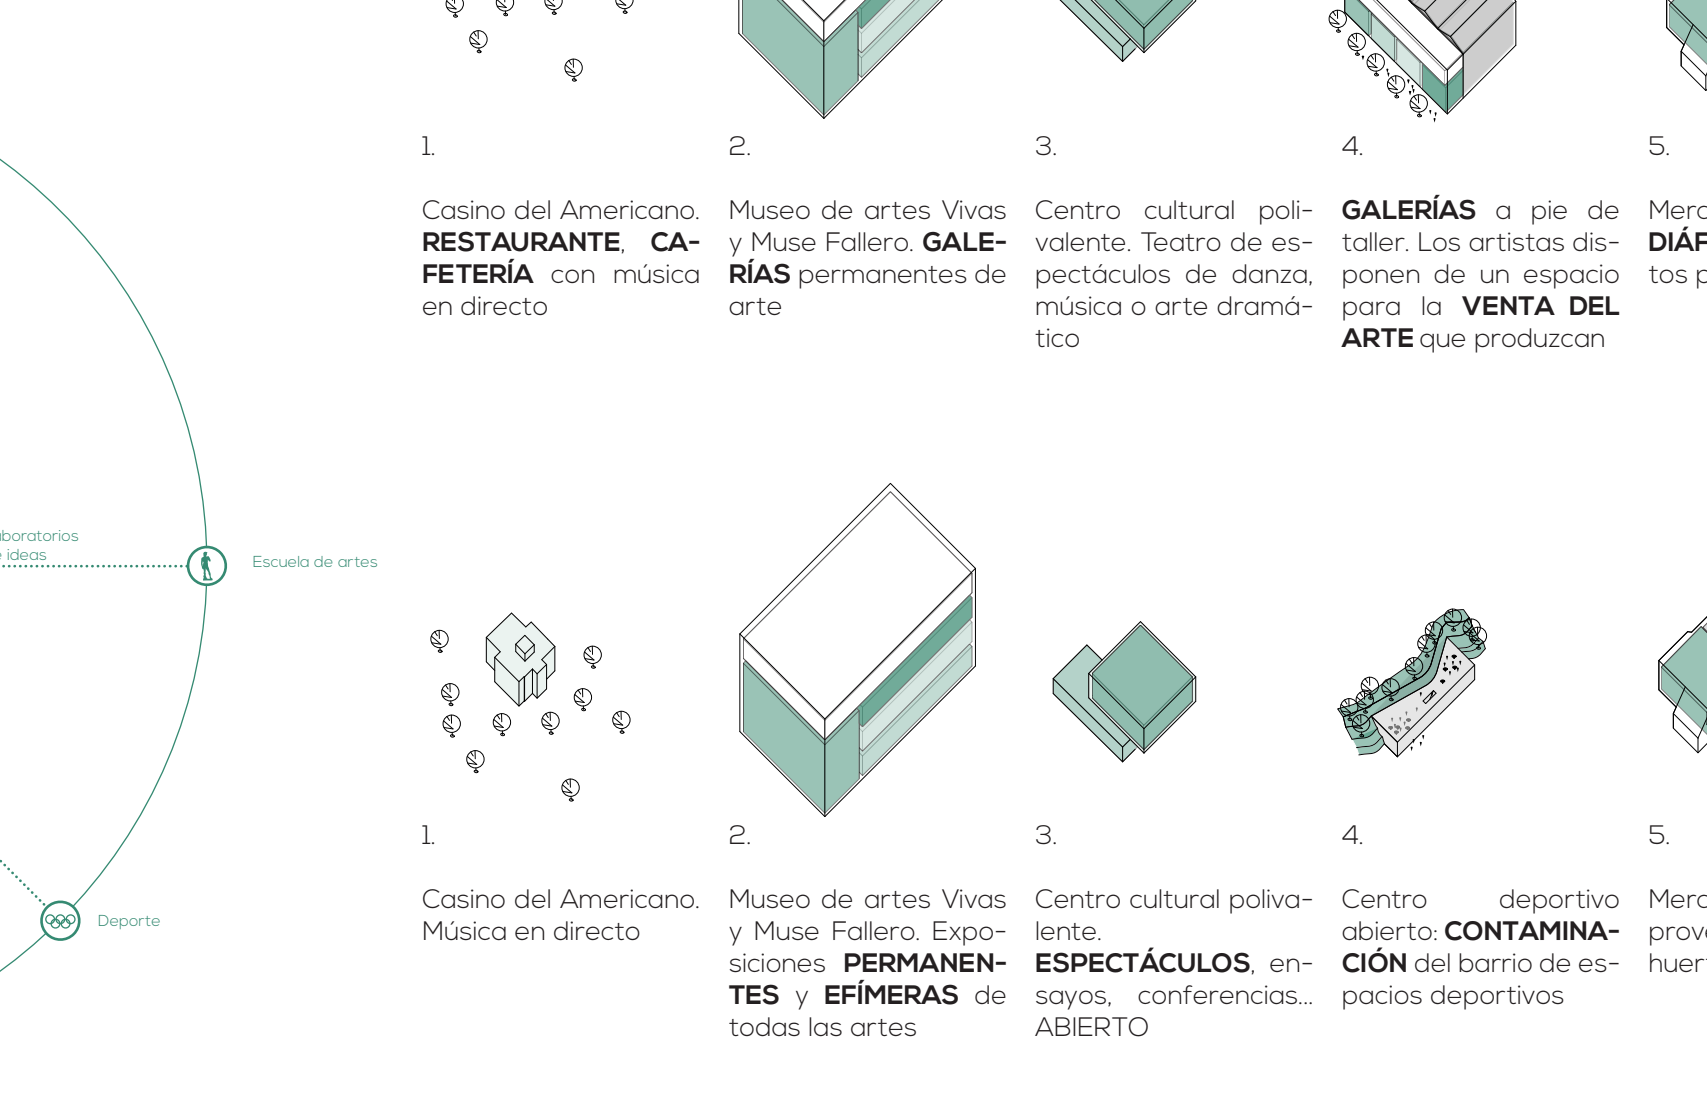 1.
Casino del Americano.
RESTAURANTE, CA-
FETERÍA con música
en directo
2.
Museo de artes Vivas
y Muse Fallero. GALE-
RÍAS permanentes de
arte
3.
Centro cultural poli-
valente. Teatro de es-
pectáculos de danza,
música o arte dramá-
tico
4.
GALERÍAS a pie de
taller. Los artistas dis-
ponen de un espacio
para la VENTA DEL
ARTE que produzcan
5.
ideas
Escuela de artes
Deporte
1.
Casino del Americano.
Música en directo
2.
Museo de artes Vivas
y Muse Fallero. Expo-
siciones PERMANEN-
TES y EFÍMERAS de
todas las artes
3.
Centro cultural poliva-
lente.
ESPECTÁCULOS, en-
sayos, conferencias...
ABIERTO
4.
Centro deportivo
abierto: CONTAMINA-
CIÓN del barrio de es-
pacios deportivos
5.